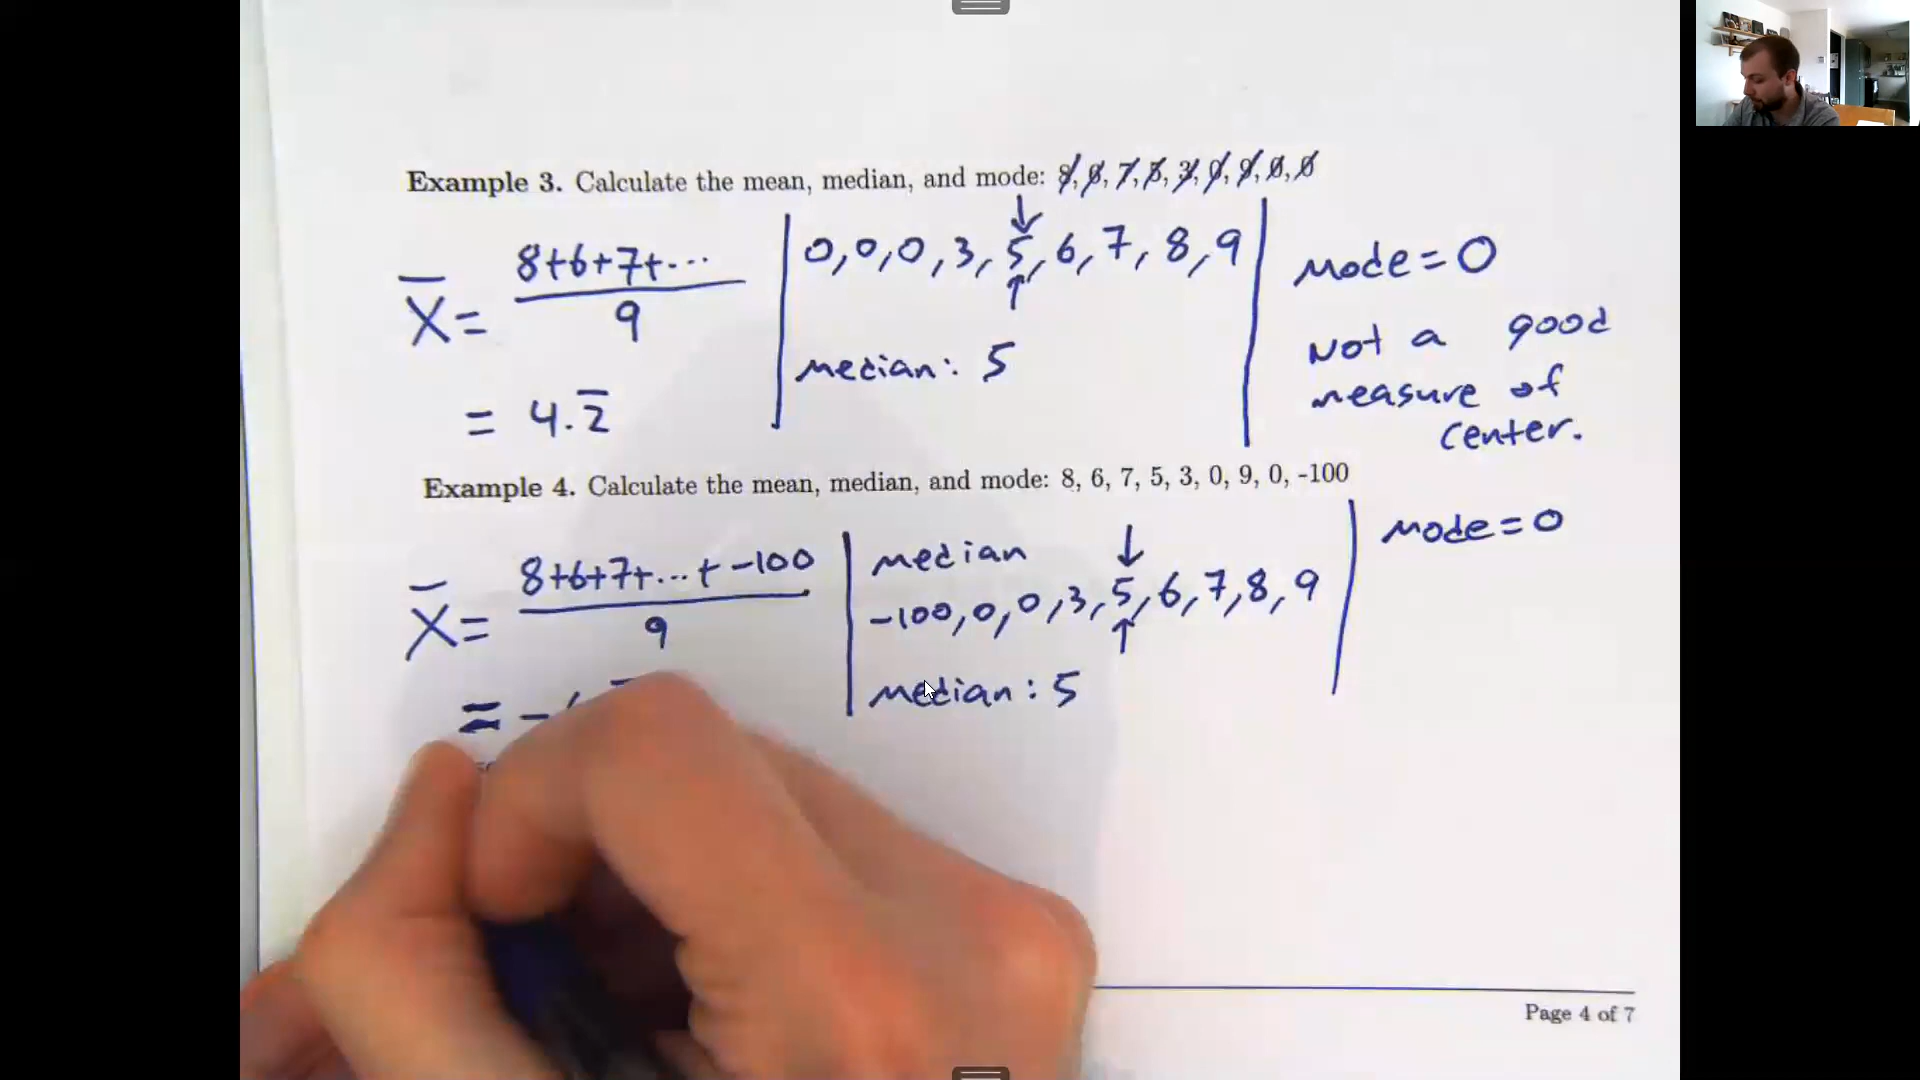 Example 3. Calculate the mean, median, and mode: 8, 6, 7, 5, 3, 0, 9, 0, 0
X̄ = 8+6+7+...
9
= 4.2̅
0, 0, 0, 3, 5, 6, 7, 8, 9
median: 5
mode = 0
Not a good
measure of
center.
Example 4. Calculate the mean, median, and mode: 8, 6, 7, 5, 3, 0, 9, 0, -100
X̄ = 8+6+7+...+ -100
9
= -
median
-100, 0, 0, 3, 5, 6, 7, 8, 9
median: 5
mode = 0
Page 4 of 7